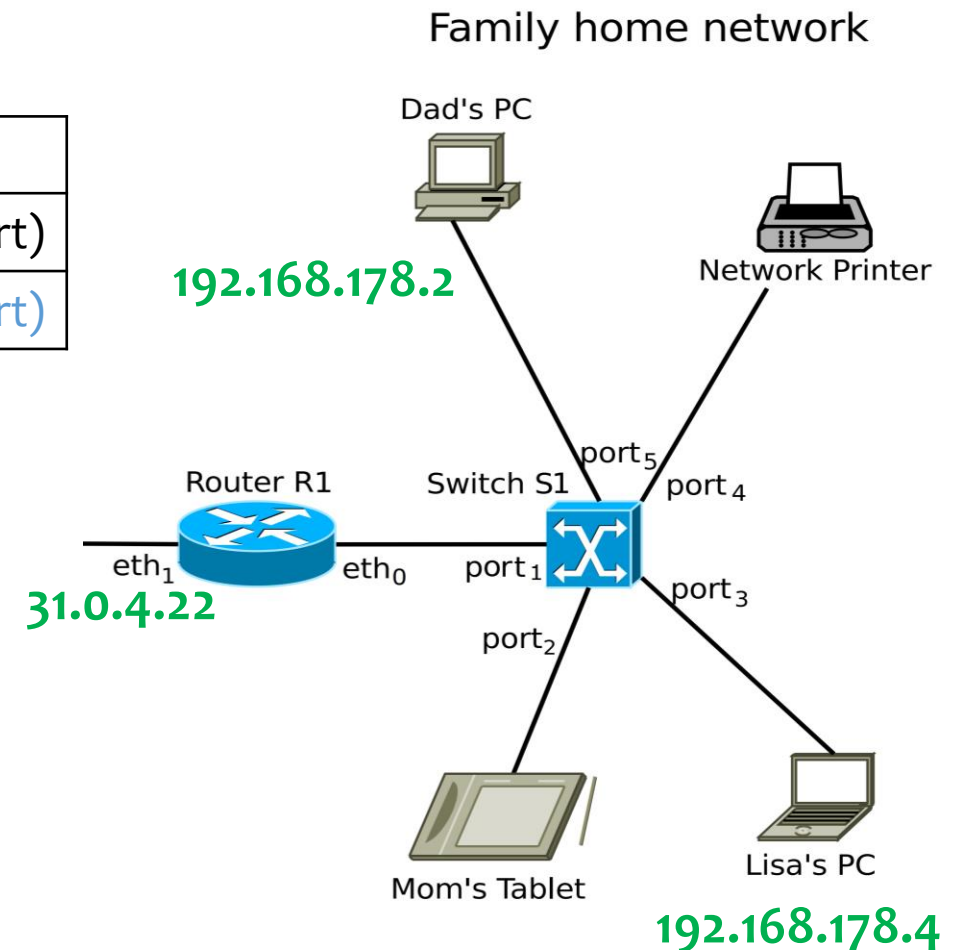 Family home network
Dad's PC
rt)
Network Printer
rt)
192.168.178.2
port5
Router R1
Switch S1
port4
eth1
eth0
port1
port3
31.0.4.22
port2
Lisa's PC
Mom's Tablet
192.168.178.4